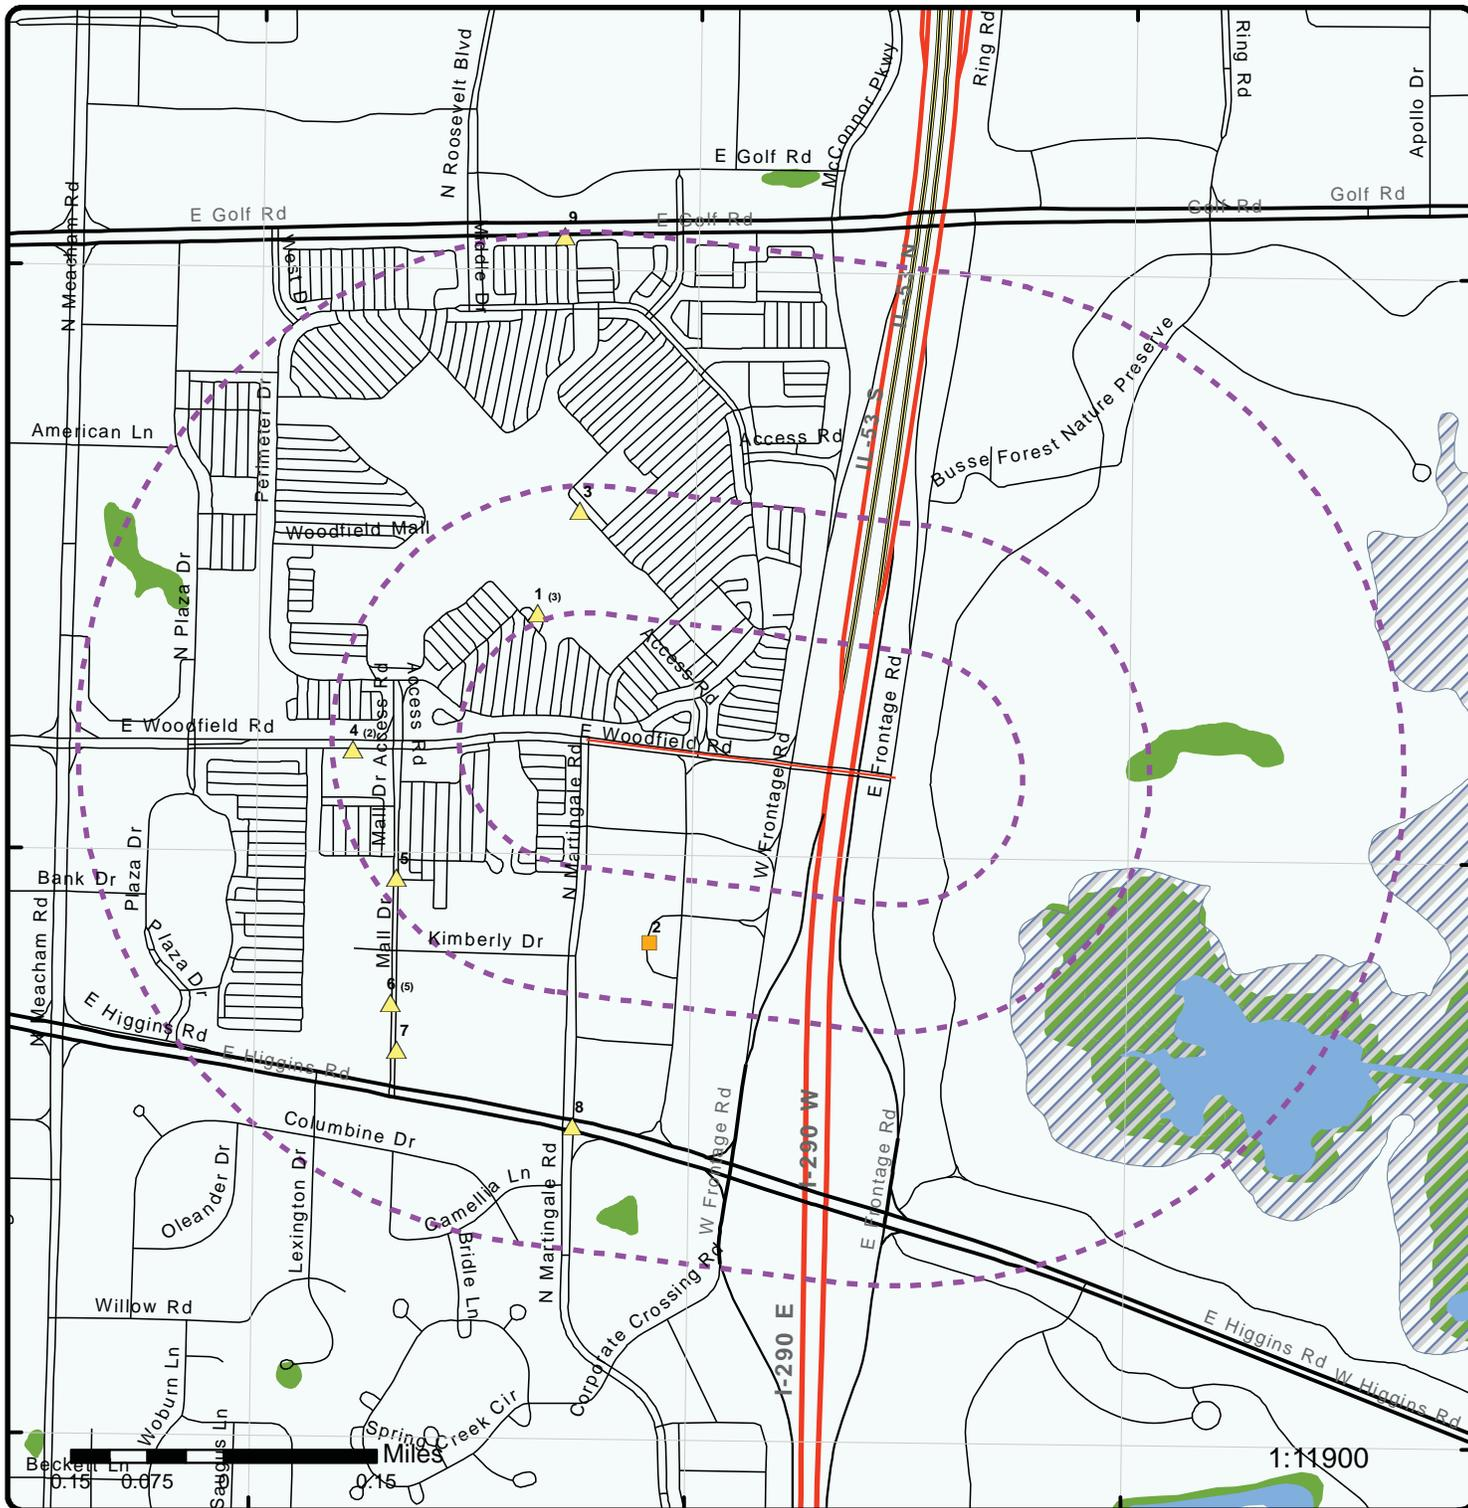 Ring Rd
Ring Rd
N Roosevelt Blvd
McConnor Pkwy
Apollo Dr
E Golf Rd
N Meacham Rd
E Golf Rd
9
E Golf Rd
Golf Rd
Golf Rd
West Dr
Middle Dr
IL-53 N
Busse Forest Nature Preserve
IL-53 S
Perimeter Dr
American Ln
Access Rd
3
Woodfield Mall
N Plaza Dr
1 (3)
Access Rd
Access Rd
E Frontage Rd
E Woodfield Rd
4 (2)
Mall Dr Access Rd
E Woodfield Rd
W Frontage Rd
N Martingale Rd
Plaza Dr
5
Bank Dr
N Meacham Rd
Mall Dr
Kimberly Dr
2
Plaza Dr
6 (5)
E Higgins Rd
7
E Higgins Rd
8
Columbine Dr
W Frontage Rd
I-290 W
E Frontage Rd
Oleander Dr
Lexington Dr
Camellia Ln
N Martingale Rd
Bridle Ln
Willow Rd
Corporate Crossing Rd
I-290 E
E Higgins Rd
W Higgins Rd
Woburn Ln
Saugus Ln
Spring Creek Cir
Beckett Ln
Miles
0.15 0.075 0 0.15
1:11900